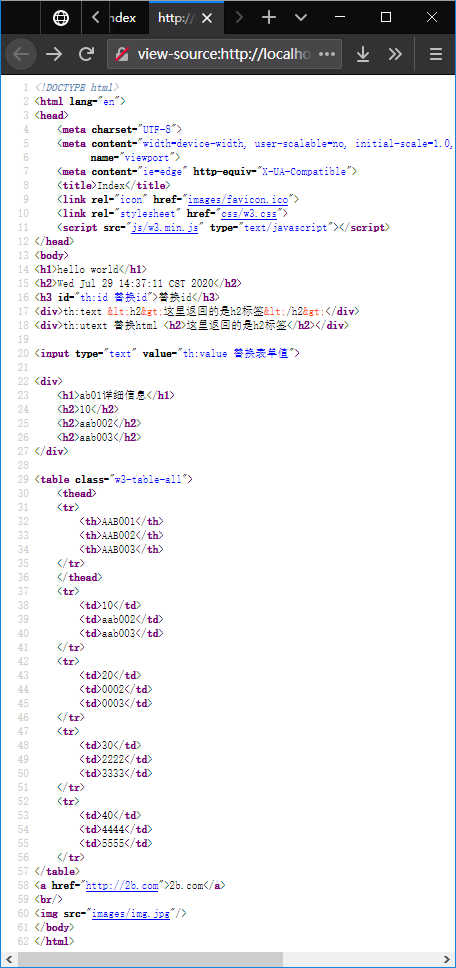 ndex
http://
view-source:http://localho
1 <!DOCTYPE html>
2 <html lang="en">
3 <head>
4 <meta charset="UTF-8">
5 <meta content="width=device-width, user-scalable=no, initial-scale=1.0,
6 name="viewport">
7 <meta content="ie=edge" http-equiv="X-UA-Compatible">
8 <title>Index</title>
9 <link rel="icon" href="images/favicon.ico">
10 <link rel="stylesheet" href="css/w3.css">
11 <script src="js/w3.min.js" type="text/javascript"></script>
12 </head>
13 <body>
14 <h1>hello world</h1>
15 <h2>Wed Jul 29 14:37:11 CST 2020</h2>
16 <h3 id="th:id 替换id">替换id</h3>
17 <div>th:text &lt;h2&gt;这里返回的是h2标签&lt;/h2&gt;</div>
18 <div>th:utext 替换html <h2>这里返回的是h2标签</h2></div>
19
20 <input type="text" value="th:value 替换表单值">
21
22 <div>
23 <h1>ab01详细信息</h1>
24 <h2>10</h2>
25 <h2>aab002</h2>
26 <h2>aab003</h2>
27 </div>
28
29 <table class="w3-table-all">
30 <thead>
31 <tr>
32 <th>AAB001</th>
33 <th>AAB002</th>
34 <th>AAB003</th>
35 </tr>
36 </thead>
37 <tr>
38 <td>10</td>
39 <td>aab002</td>
40 <td>aab003</td>
41 </tr>
42 <tr>
43 <td>20</td>
44 <td>0002</td>
45 <td>0003</td>
46 </tr>
47 <tr>
48 <td>30</td>
49 <td>2222</td>
50 <td>3333</td>
51 </tr>
52 <tr>
53 <td>40</td>
54 <td>4444</td>
55 <td>5555</td>
56 </tr>
57 </table>
58 <a href="http://2b.com">2b.com</a>
59 <br/>
60 <img src="images/img.jpg"/>
61 </body>
62 </html>